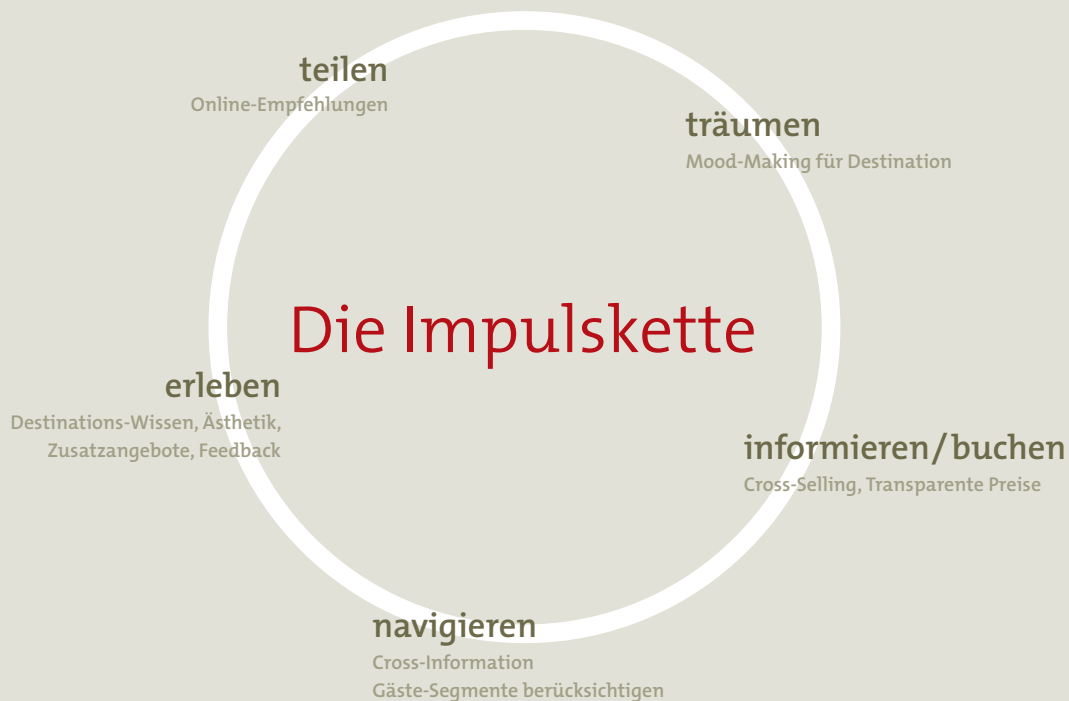 teilen
Online-Empfehlungen
träumen
Mood-Making für Destination
Die Impulskette
erleben
Destinations-Wissen, Ästhetik,
Zusatzangebote, Feedback
informieren/buchen
Cross-Selling, Transparente Preise
navigieren
Cross-Information
Gäste-Segmente berücksichtigen